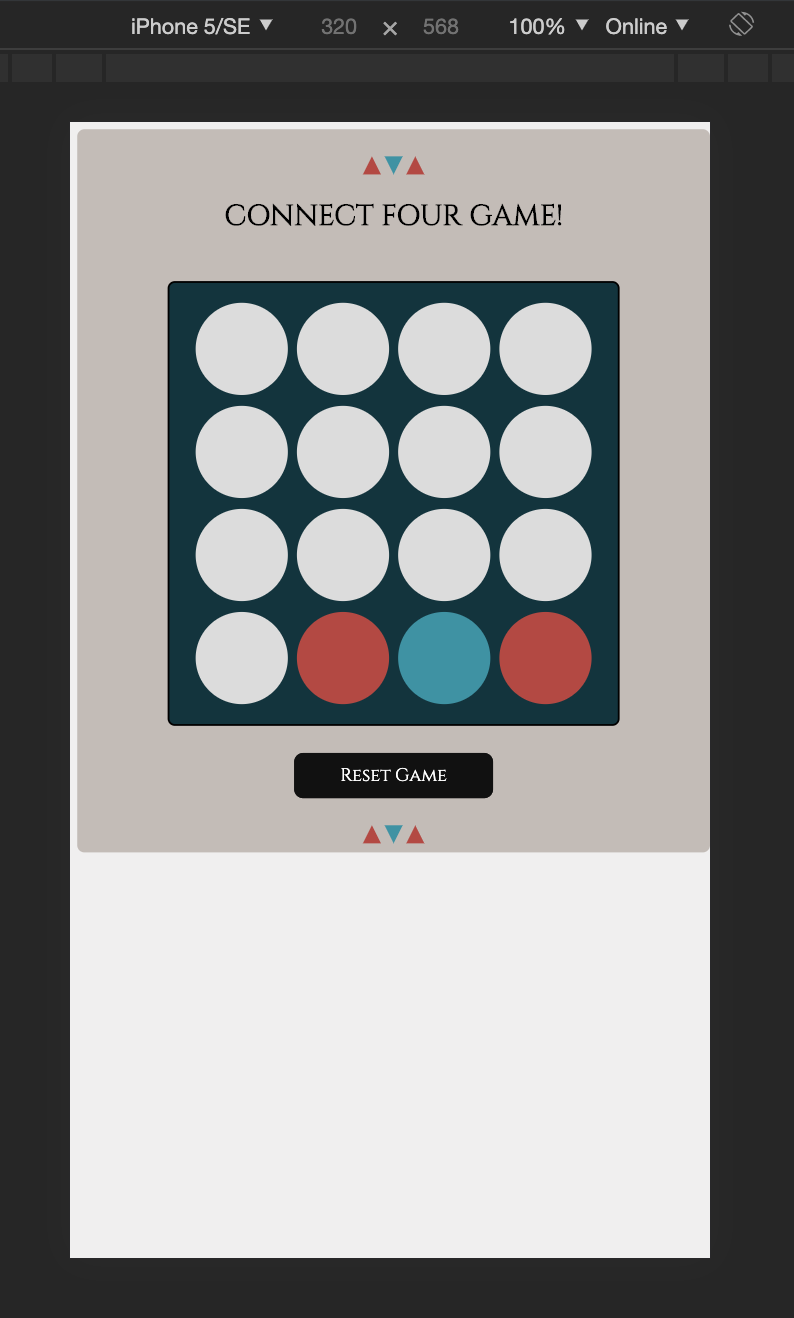 iPhone 5/SE ▼ 320 × 568 100% ▼ Online ▼
CONNECT FOUR GAME!
Reset Game